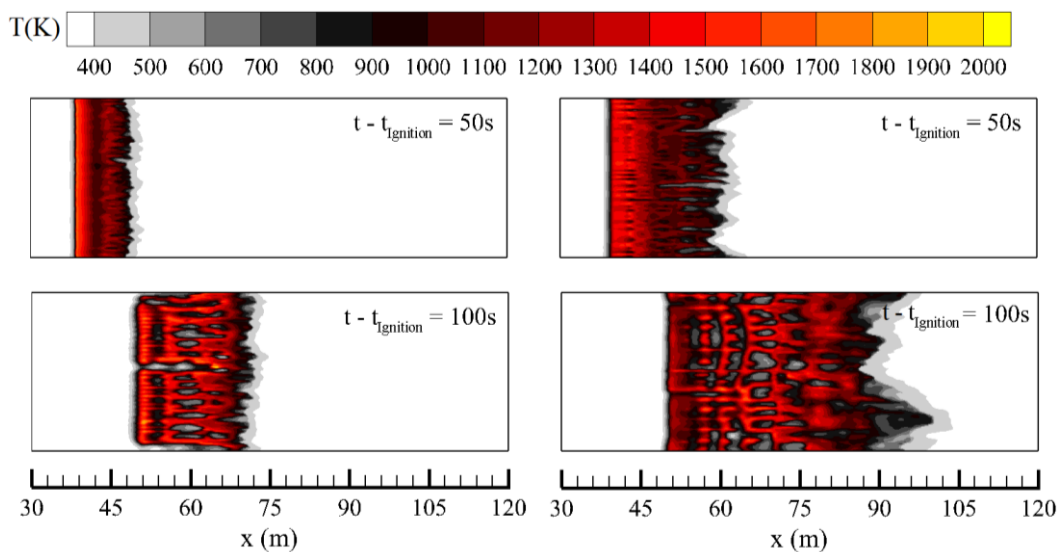 T(K)
400 500 600 700 800 900 1000 1100 1200 1300 1400 1500 1600 1700 1800 1900 2000
t - tIgnition = 50s
t - tIgnition = 50s
t - tIgnition = 100s
t - tIgnition = 100s
30 45 60 75 90 105 120
30 45 60 75 90 105 120
x (m)
x (m)